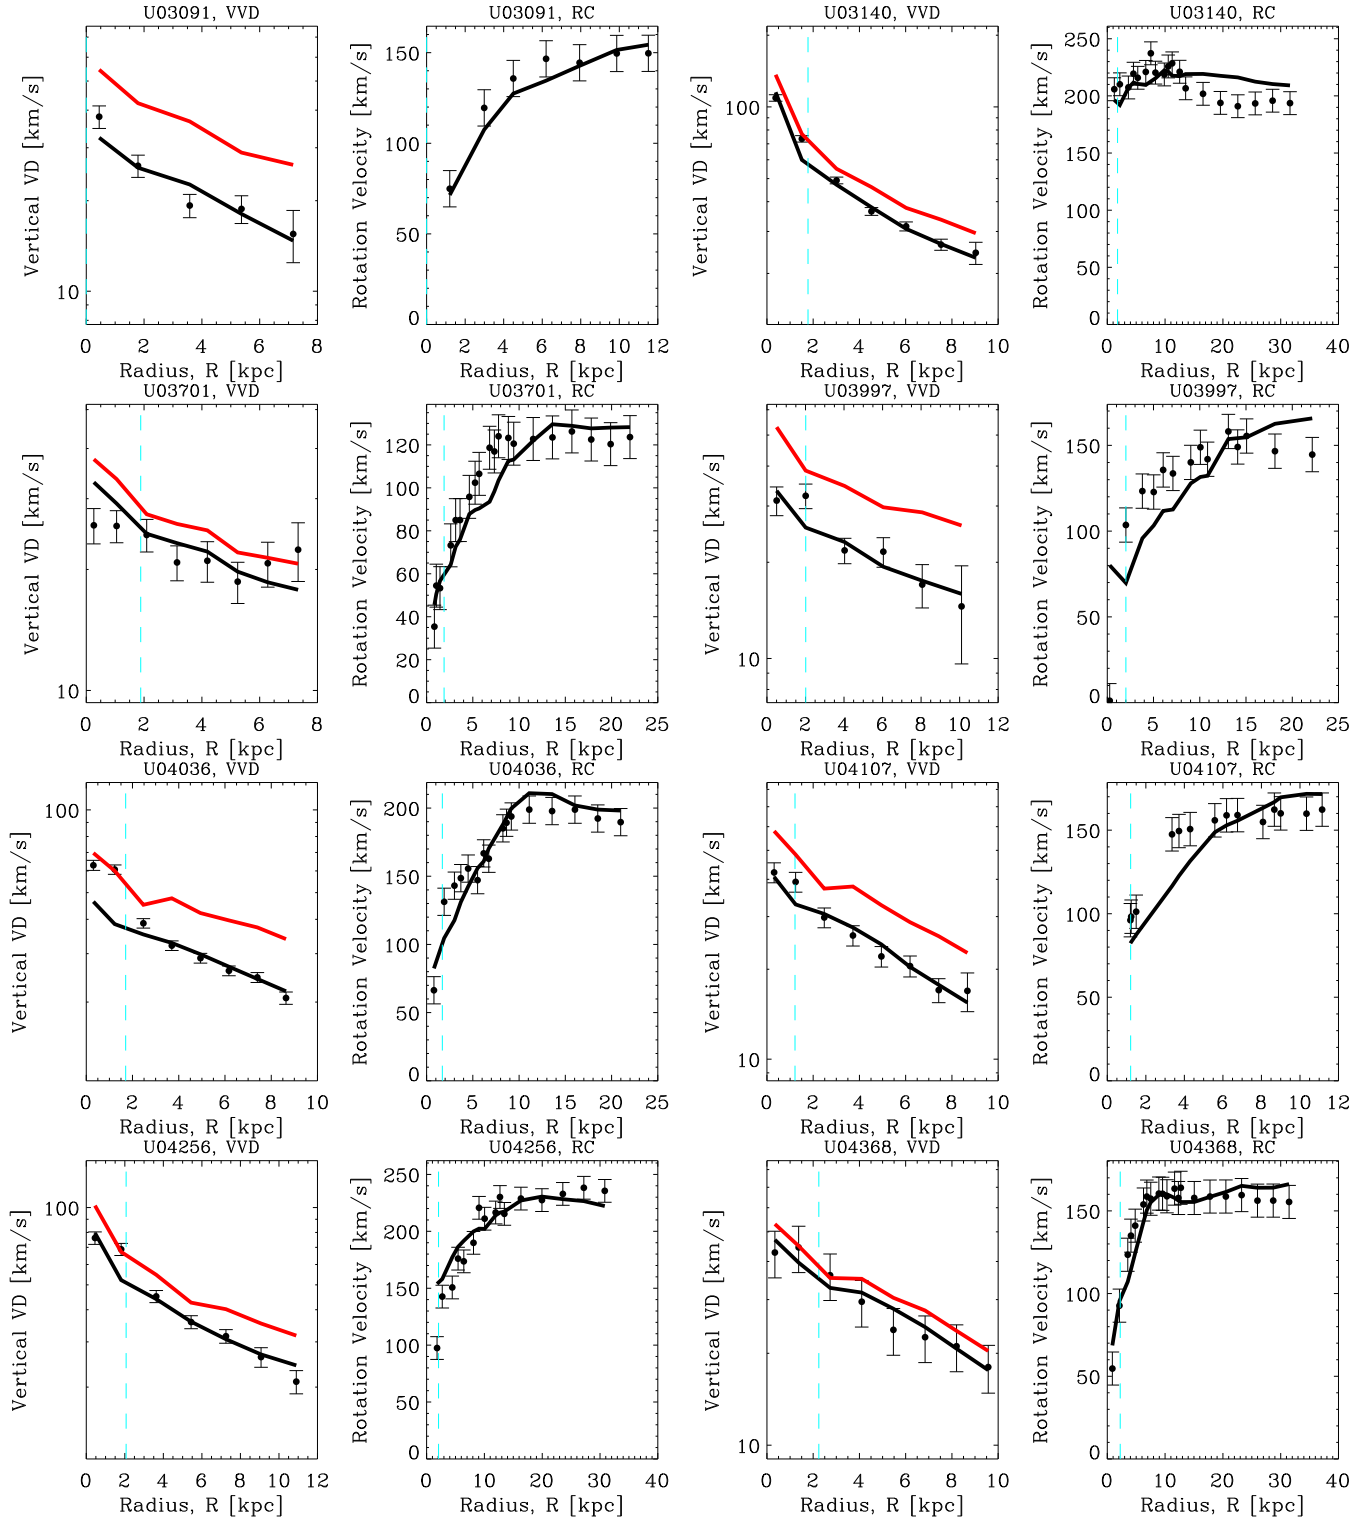 U03091, VVD
U03091, RC
U03140, VVD
U03140, RC
Vertical VD [km/s]
10
0 2 4 6 8
Radius, R [kpc]
Rotation Velocity [km/s]
150
100
50
0
0 2 4 6 8 10 12
Radius, R [kpc]
Vertical VD [km/s]
100
0 2 4 6 8 10
Radius, R [kpc]
Rotation Velocity [km/s]
250
200
150
100
50
0
0 10 20 30 40
Radius, R [kpc]
U03701, VVD
U03701, RC
U03997, VVD
U03997, RC
Vertical VD [km/s]
10
0 2 4 6 8
Radius, R [kpc]
Rotation Velocity [km/s]
120
100
80
60
40
20
0
0 5 10 15 20 25
Radius, R [kpc]
Vertical VD [km/s]
10
0 2 4 6 8 10 12
Radius, R [kpc]
Rotation Velocity [km/s]
150
100
50
0
0 5 10 15 20 25
Radius, R [kpc]
U04036, VVD
U04036, RC
U04107, VVD
U04107, RC
Vertical VD [km/s]
100
0 2 4 6 8 10
Radius, R [kpc]
Rotation Velocity [km/s]
200
150
100
50
0
0 5 10 15 20 25
Radius, R [kpc]
Vertical VD [km/s]
10
0 2 4 6 8 10
Radius, R [kpc]
Rotation Velocity [km/s]
150
100
50
0
0 2 4 6 8 10 12
Radius, R [kpc]
U04256, VVD
U04256, RC
U04368, VVD
U04368, RC
Vertical VD [km/s]
100
0 2 4 6 8 10 12
Radius, R [kpc]
Rotation Velocity [km/s]
250
200
150
100
50
0
0 10 20 30 40
Radius, R [kpc]
Vertical VD [km/s]
10
0 2 4 6 8 10
Radius, R [kpc]
Rotation Velocity [km/s]
150
100
50
0
0 10 20 30 40
Radius, R [kpc]